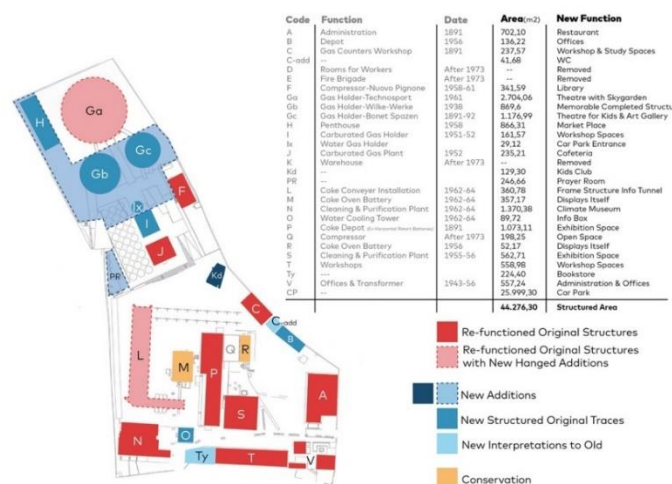 Code Function Date Area(m2) New Function
A Administration 1891 702,10 Restaurant
B Depot 1956 136,22 Offices
C Gas Counters Workshop 1891 237,57 Workshop & Study Spaces
C-add -- 41,68 WC
D Rooms for Workers After 1973 -- Removed
E Fire Brigade After 1973 -- Removed
F Compressor-Nuovo Pignone 1958-61 341,59 Library
Ga Gas Holder-Technosport 1961 2.704,06 Theatre with Skygarden
Gb Gas Holder-Wilke-Werke 1938 869,6 Memorable Completed Structu
Gc Gas Holder-Bonet Spazen 1891-92 1.176,99 Theatre for Kids & Art Gallery
H Penthouse 1958 866,31 Market Place
I Carburated Gas Holder 1951-52 161,57 Workshop Spaces
Ix Water Gas Holder 29,12 Car Park Entrance
J Carburated Gas Plant 1952 235,21 Cafeteria
K Warehouse After 1973 -- Removed
Kd --- 129,30 Kids Club
PR -- 246,66 Prayer Room
L Coke Conveyer Installation 1962-64 360,78 Frame Structure Info Tunnel
M Coke Oven Battery 1962-64 357,17 Displays Itself
N Cleaning & Purification Plant 1962-64 1.370,38 Climate Museum
O Water Cooling Tower 1962-64 89,72 Info Box
P Coke Depot 1891 1.073,11 Exhibition Space
Q Compressor After 1973 198,25 Open Space
R Coke Oven Battery 1956 52,17 Displays Itself
S Cleaning & Purification Plant 1955-56 562,71 Exhibition Space
T Workshops 558,98 Workshop Spaces
Ty --- 224,40 Bookstore
V Offices & Transformer 1943-56 557,24 Administration & Offices
CP --- 25.999,30 Car Park
44.276,30 Structured Area
H
Ga
Gc
Gb
F
Ix
I
J
PR
Kd
C
C-add
B
L
M
P
Q
R
S
A
N
O
Ty
T
V
Re-functioned Original Structures
Re-functioned Original Structures
with New Hanged Additions
New Additions
New Structured Original Traces
New Interpretations to Old
Conservation